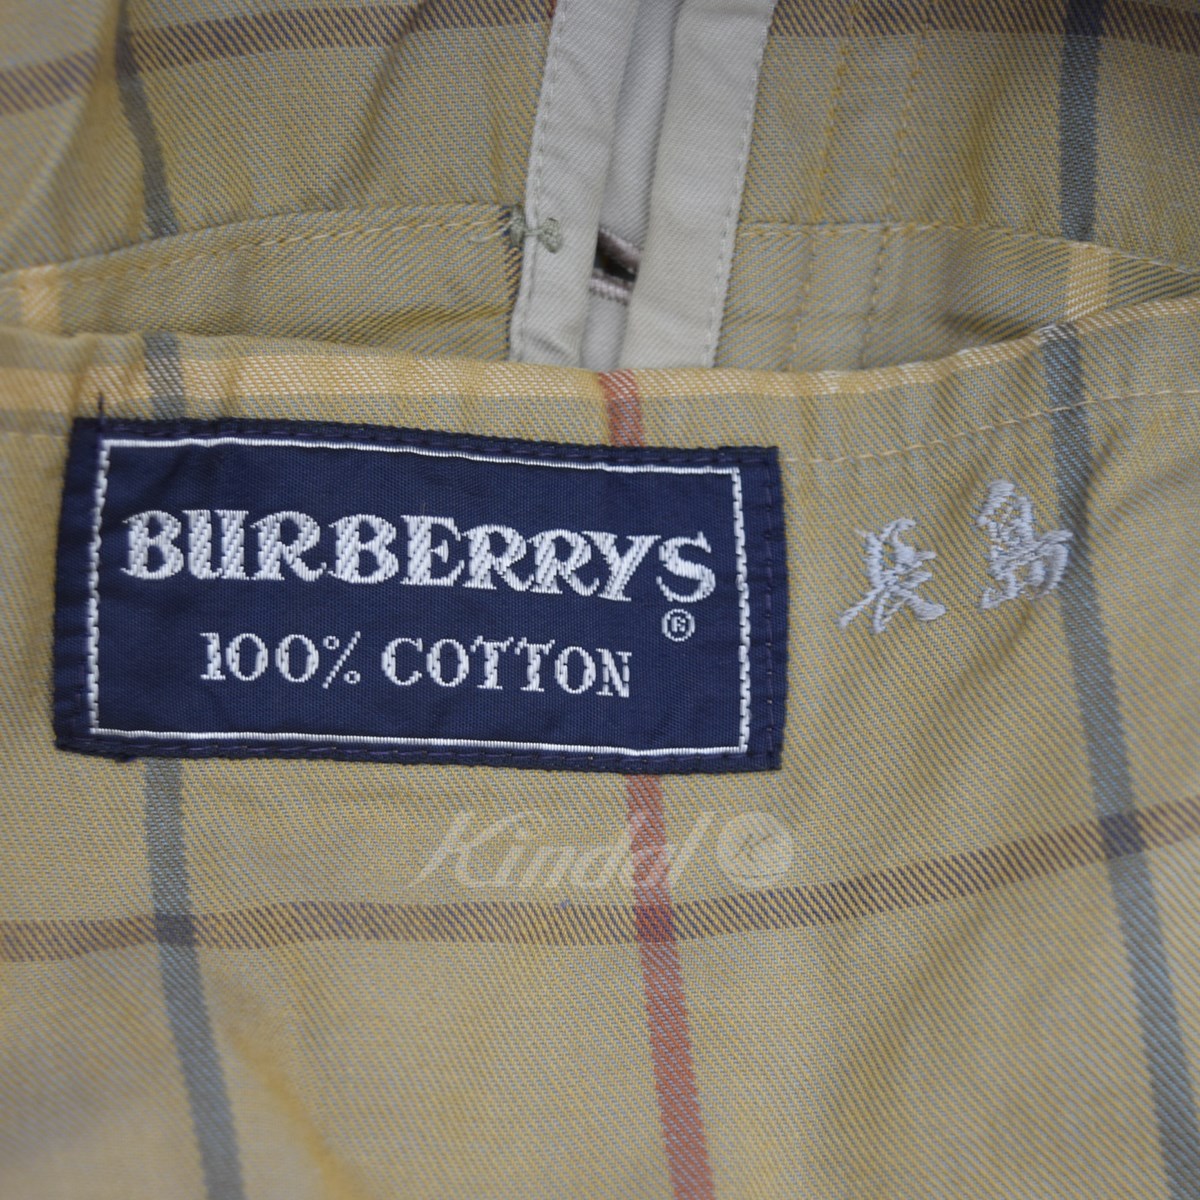 BURBERRYS®
100% COTTON
長島
Kindal K